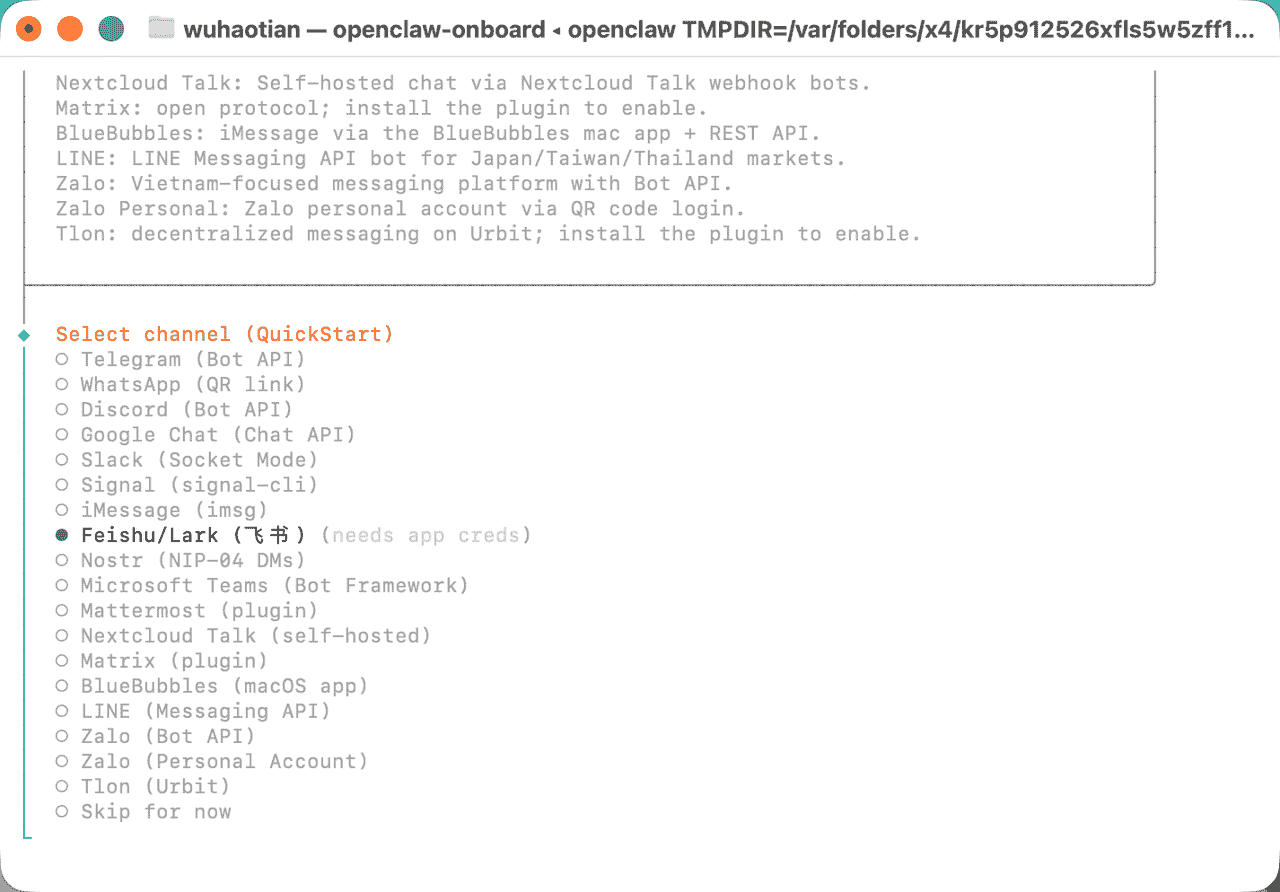 wuhaotian — openclaw-onboard ◂ openclaw TMPDIR=/var/folders/x4/kr5p912526xfls5w5zff1...
Nextcloud Talk: Self-hosted chat via Nextcloud Talk webhook bots.
Matrix: open protocol; install the plugin to enable.
BlueBubbles: iMessage via the BlueBubbles mac app + REST API.
LINE: LINE Messaging API bot for Japan/Taiwan/Thailand markets.
Zalo: Vietnam-focused messaging platform with Bot API.
Zalo Personal: Zalo personal account via QR code login.
Tlon: decentralized messaging on Urbit; install the plugin to enable.
Select channel (QuickStart)
Telegram (Bot API)
WhatsApp (QR link)
Discord (Bot API)
Google Chat (Chat API)
Slack (Socket Mode)
Signal (signal-cli)
iMessage (imsg)
Feishu/Lark (飞书) (needs app creds)
Nostr (NIP-04 DMs)
Microsoft Teams (Bot Framework)
Mattermost (plugin)
Nextcloud Talk (self-hosted)
Matrix (plugin)
BlueBubbles (macOS app)
LINE (Messaging API)
Zalo (Bot API)
Zalo (Personal Account)
Tlon (Urbit)
Skip for now